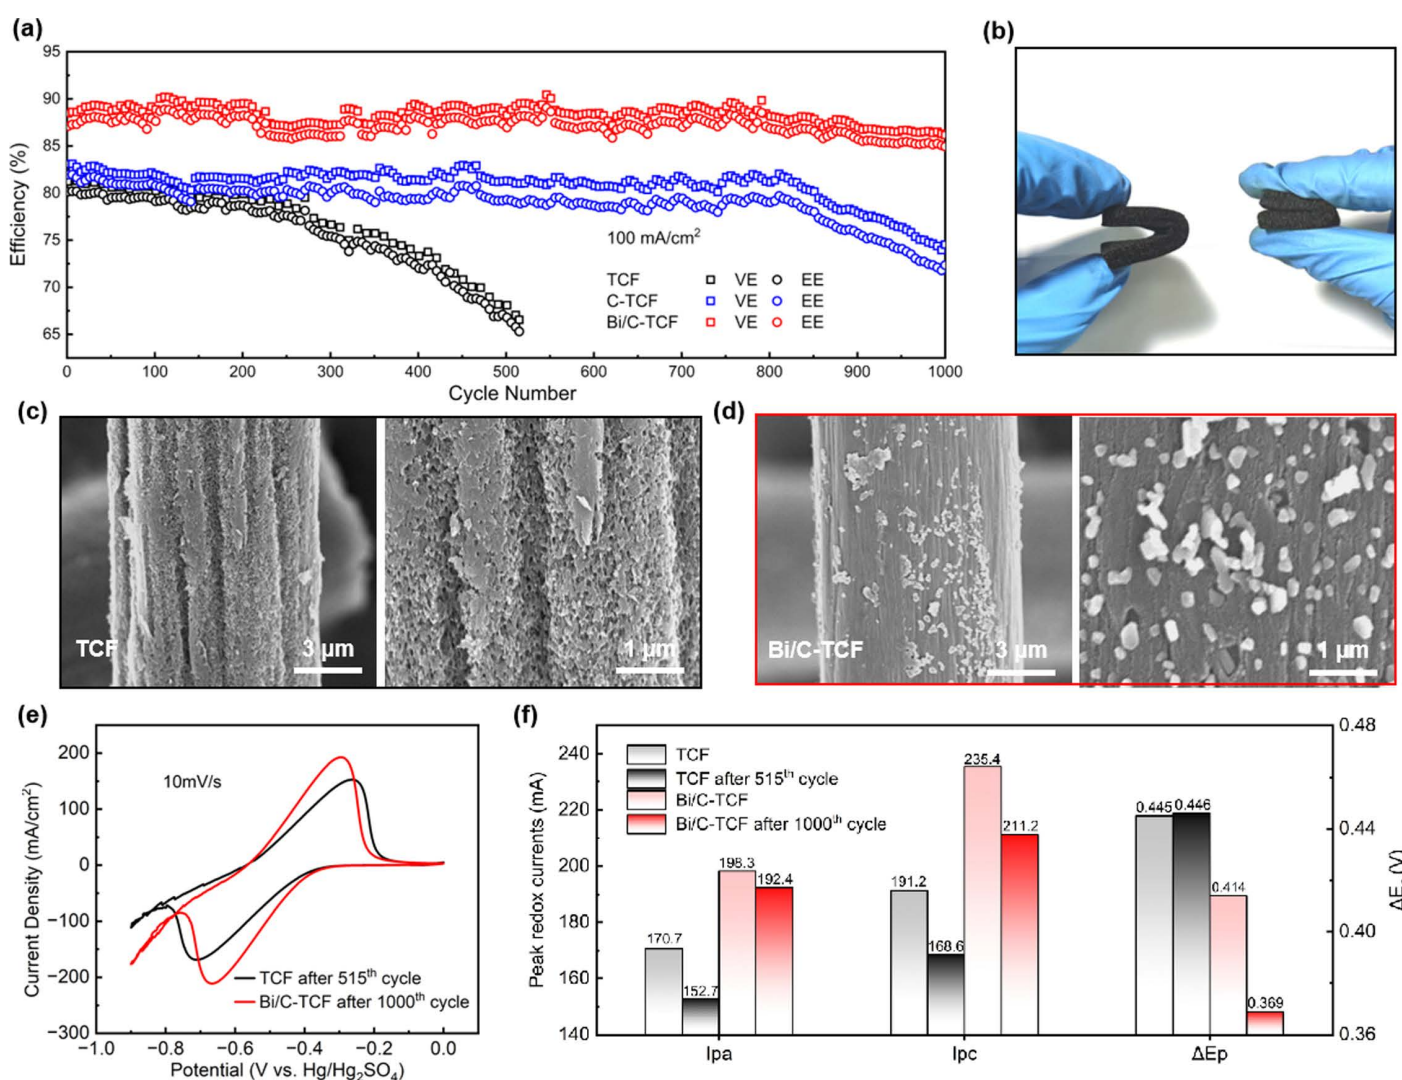 (a)
95
90
85
80
75
70
65
Efficiency (%)
100 mA/cm²
TCF VE EE
C-TCF VE EE
Bi/C-TCF VE EE
0 100 200 300 400 500 600 700 800 900 1000
Cycle Number
(b)
(c)
TCF
3 μm
1 μm
(d)
Bi/C-TCF
3 μm
1 μm
(e)
200
100
0
−100
−200
−300
Current Density (mA/cm²)
10mV/s
TCF after 515th cycle
Bi/C-TCF after 1000th cycle
−1.0 −0.8 −0.6 −0.4 −0.2 0.0
Potential (V vs. Hg/Hg₂SO₄)
(f)
240
220
200
180
160
140
Peak redox currents (mA)
TCF
TCF after 515th cycle
Bi/C-TCF
Bi/C-TCF after 1000th cycle
170.7
152.7
198.3
192.4
191.2
168.6
235.4
211.2
0.445
0.446
0.414
0.369
0.48
0.44
0.40
0.36
(V)
Ipa Ipc ΔEp